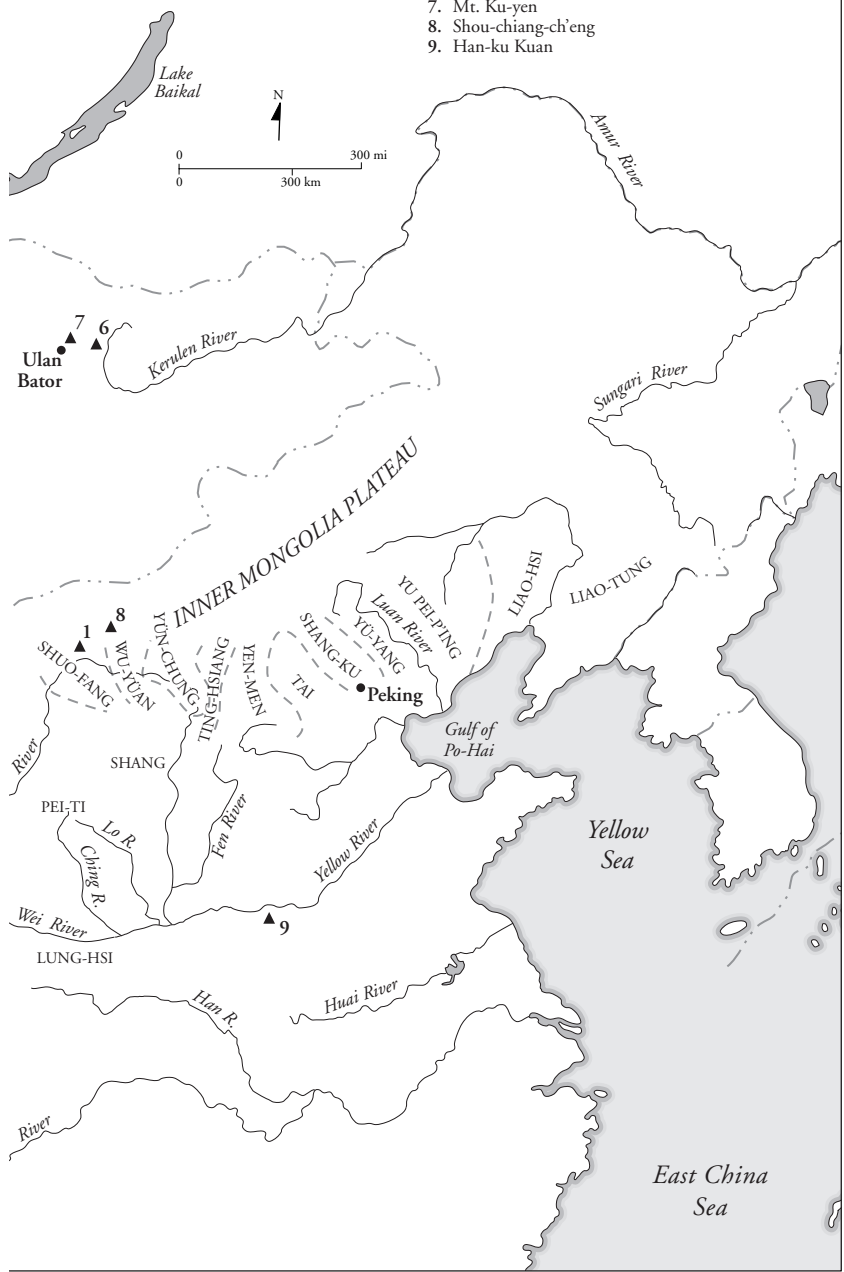 7. Mt. Ku-yen
8. Shou-chiang-ch'eng
9. Han-ku Kuan
Lake
Baikal
N
0
300 mi
0
300 km
Amur River
7
6
Ulan
Bator
Kerulen River
Sungari River
INNER MONGOLIA PLATEAU
1
8
SHUO-FANG
WU-YÜAN
YÜN-CHUNG
TING-HSIANG
YEN-MEN
TAI
SHANG-KU
YÜ-YANG
Luan River
YU PEI-P'ING
LIAO-HSI
LIAO-TUNG
Peking
Gulf of
Po-Hai
River
SHANG
PEI-TI
Lo R.
Ching R.
Fen River
Yellow River
Yellow
Sea
Wei River
9
LUNG-HSI
Han R.
Huai River
River
East China
Sea